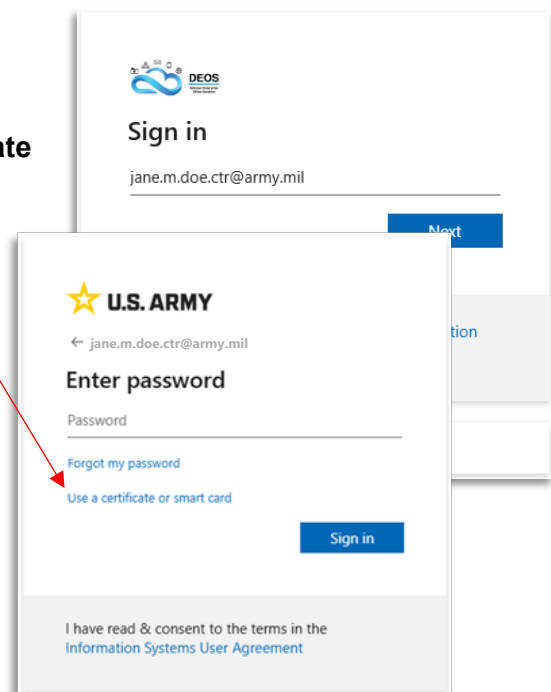 DEOS
Sign in
ate
jane.m.doe.ctr@army.mil
Next
U.S. ARMY
tion
← jane.m.doe.ctr@army.mil
Enter password
Password
Forgot my password
Use a certificate or smart card
Sign in
I have read & consent to the terms in the
Information Systems User Agreement